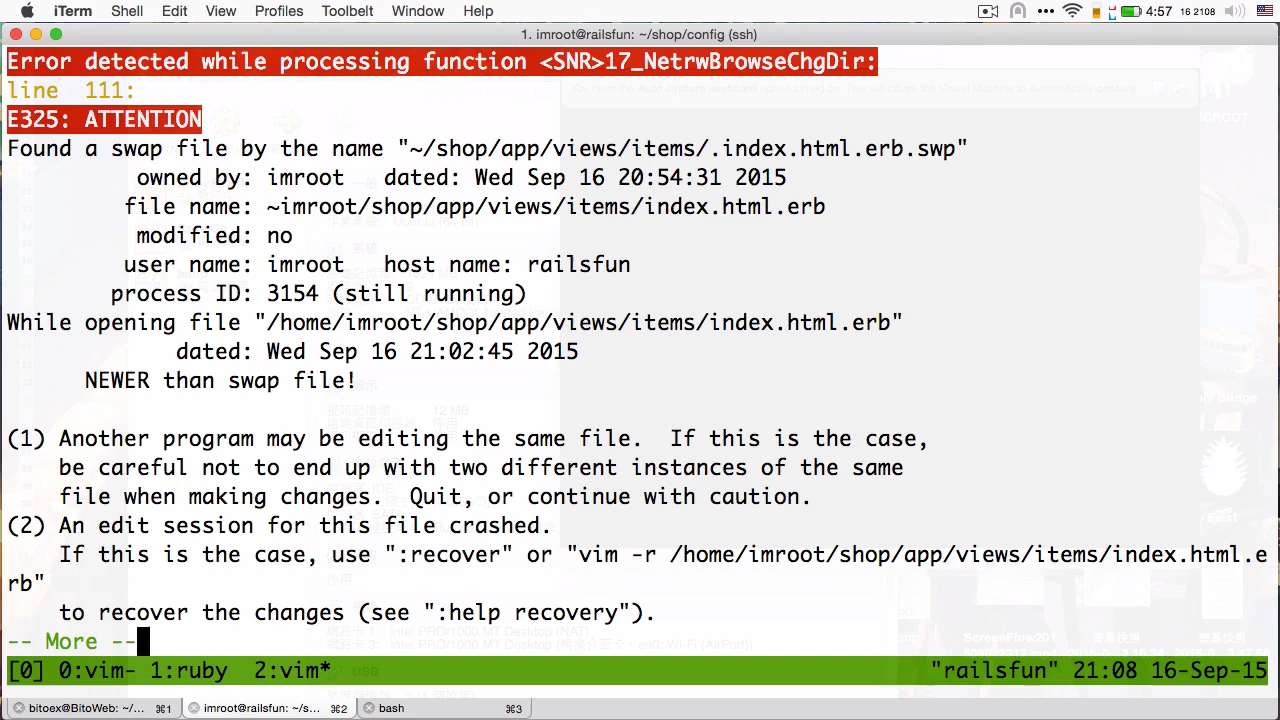 iTerm Shell Edit View Profiles Toolbelt Window Help 4:57 16 2108
1. imroot@railsfun: ~/shop/config (ssh)
Error detected while processing function <SNR>17_NetrwBrowseChgDir:
line  111:
E325: ATTENTION
Found a swap file by the name "~/shop/app/views/items/.index.html.erb.swp"
owned by: imroot   dated: Wed Sep 16 20:54:31 2015
file name: ~imroot/shop/app/views/items/index.html.erb
modified: no
user name: imroot   host name: railsfun
process ID: 3154 (still running)
While opening file "/home/imroot/shop/app/views/items/index.html.erb"
dated: Wed Sep 16 21:02:45 2015
NEWER than swap file!
(1) Another program may be editing the same file.  If this is the case,
be careful not to end up with two different instances of the same
file when making changes.  Quit, or continue with caution.
(2) An edit session for this file crashed.
If this is the case, use ":recover" or "vim -r /home/imroot/shop/app/views/items/index.html.e
rb"
to recover the changes (see ":help recovery").
-- More --
[0] 0:vim- 1:ruby  2:vim* "railsfun" 21:08 16-Sep-15
bitoex@BitoWeb: ~/... ⌘1 imroot@railsfun: ~/s... ⌘2 bash ⌘3